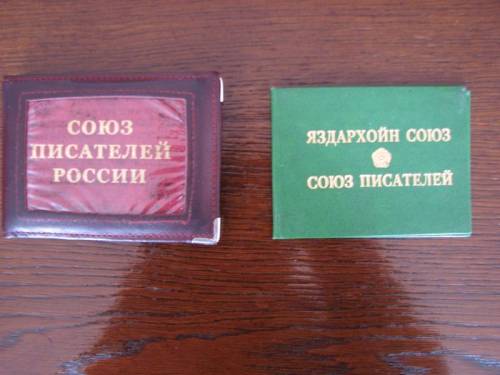 СОЮЗ
ПИСАТЕЛЕЙ
РОССИИ
ЯЗДАРХОЙН СОЮЗ
СОЮЗ ПИСАТЕЛЕЙ